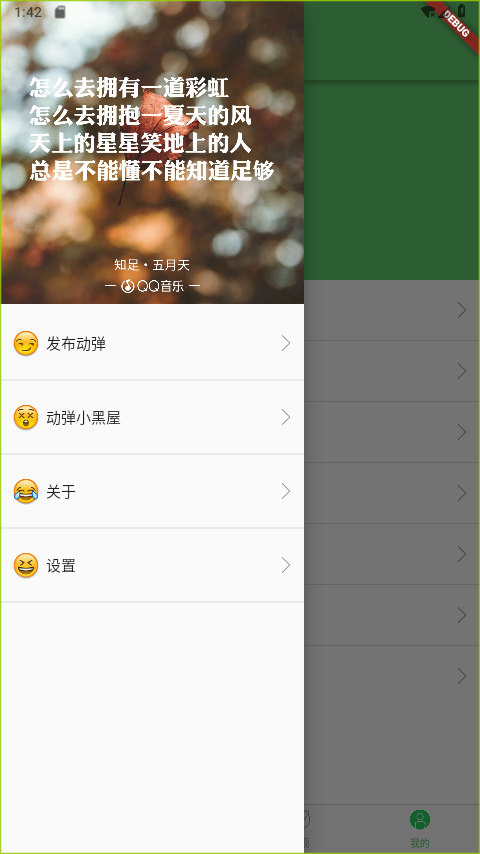 1:42
DEBUG
怎么去拥有一道彩虹
怎么去拥抱一夏天的风
天上的星星笑地上的人
总是不能懂不能知道足够
知足·五月天
QQ音乐
发布动弹
动弹小黑屋
关于
设置
现
我的